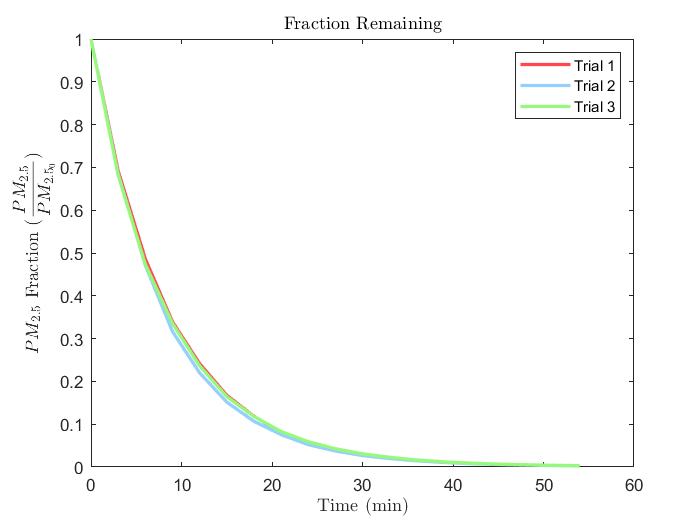 Fraction Remaining
Trial 1
Trial 2
Trial 3
PM2.5 Fraction (PM2.5/PM2.50)
1
0.9
0.8
0.7
0.6
0.5
0.4
0.3
0.2
0.1
0
0 10 20 30 40 50 60
Time (min)